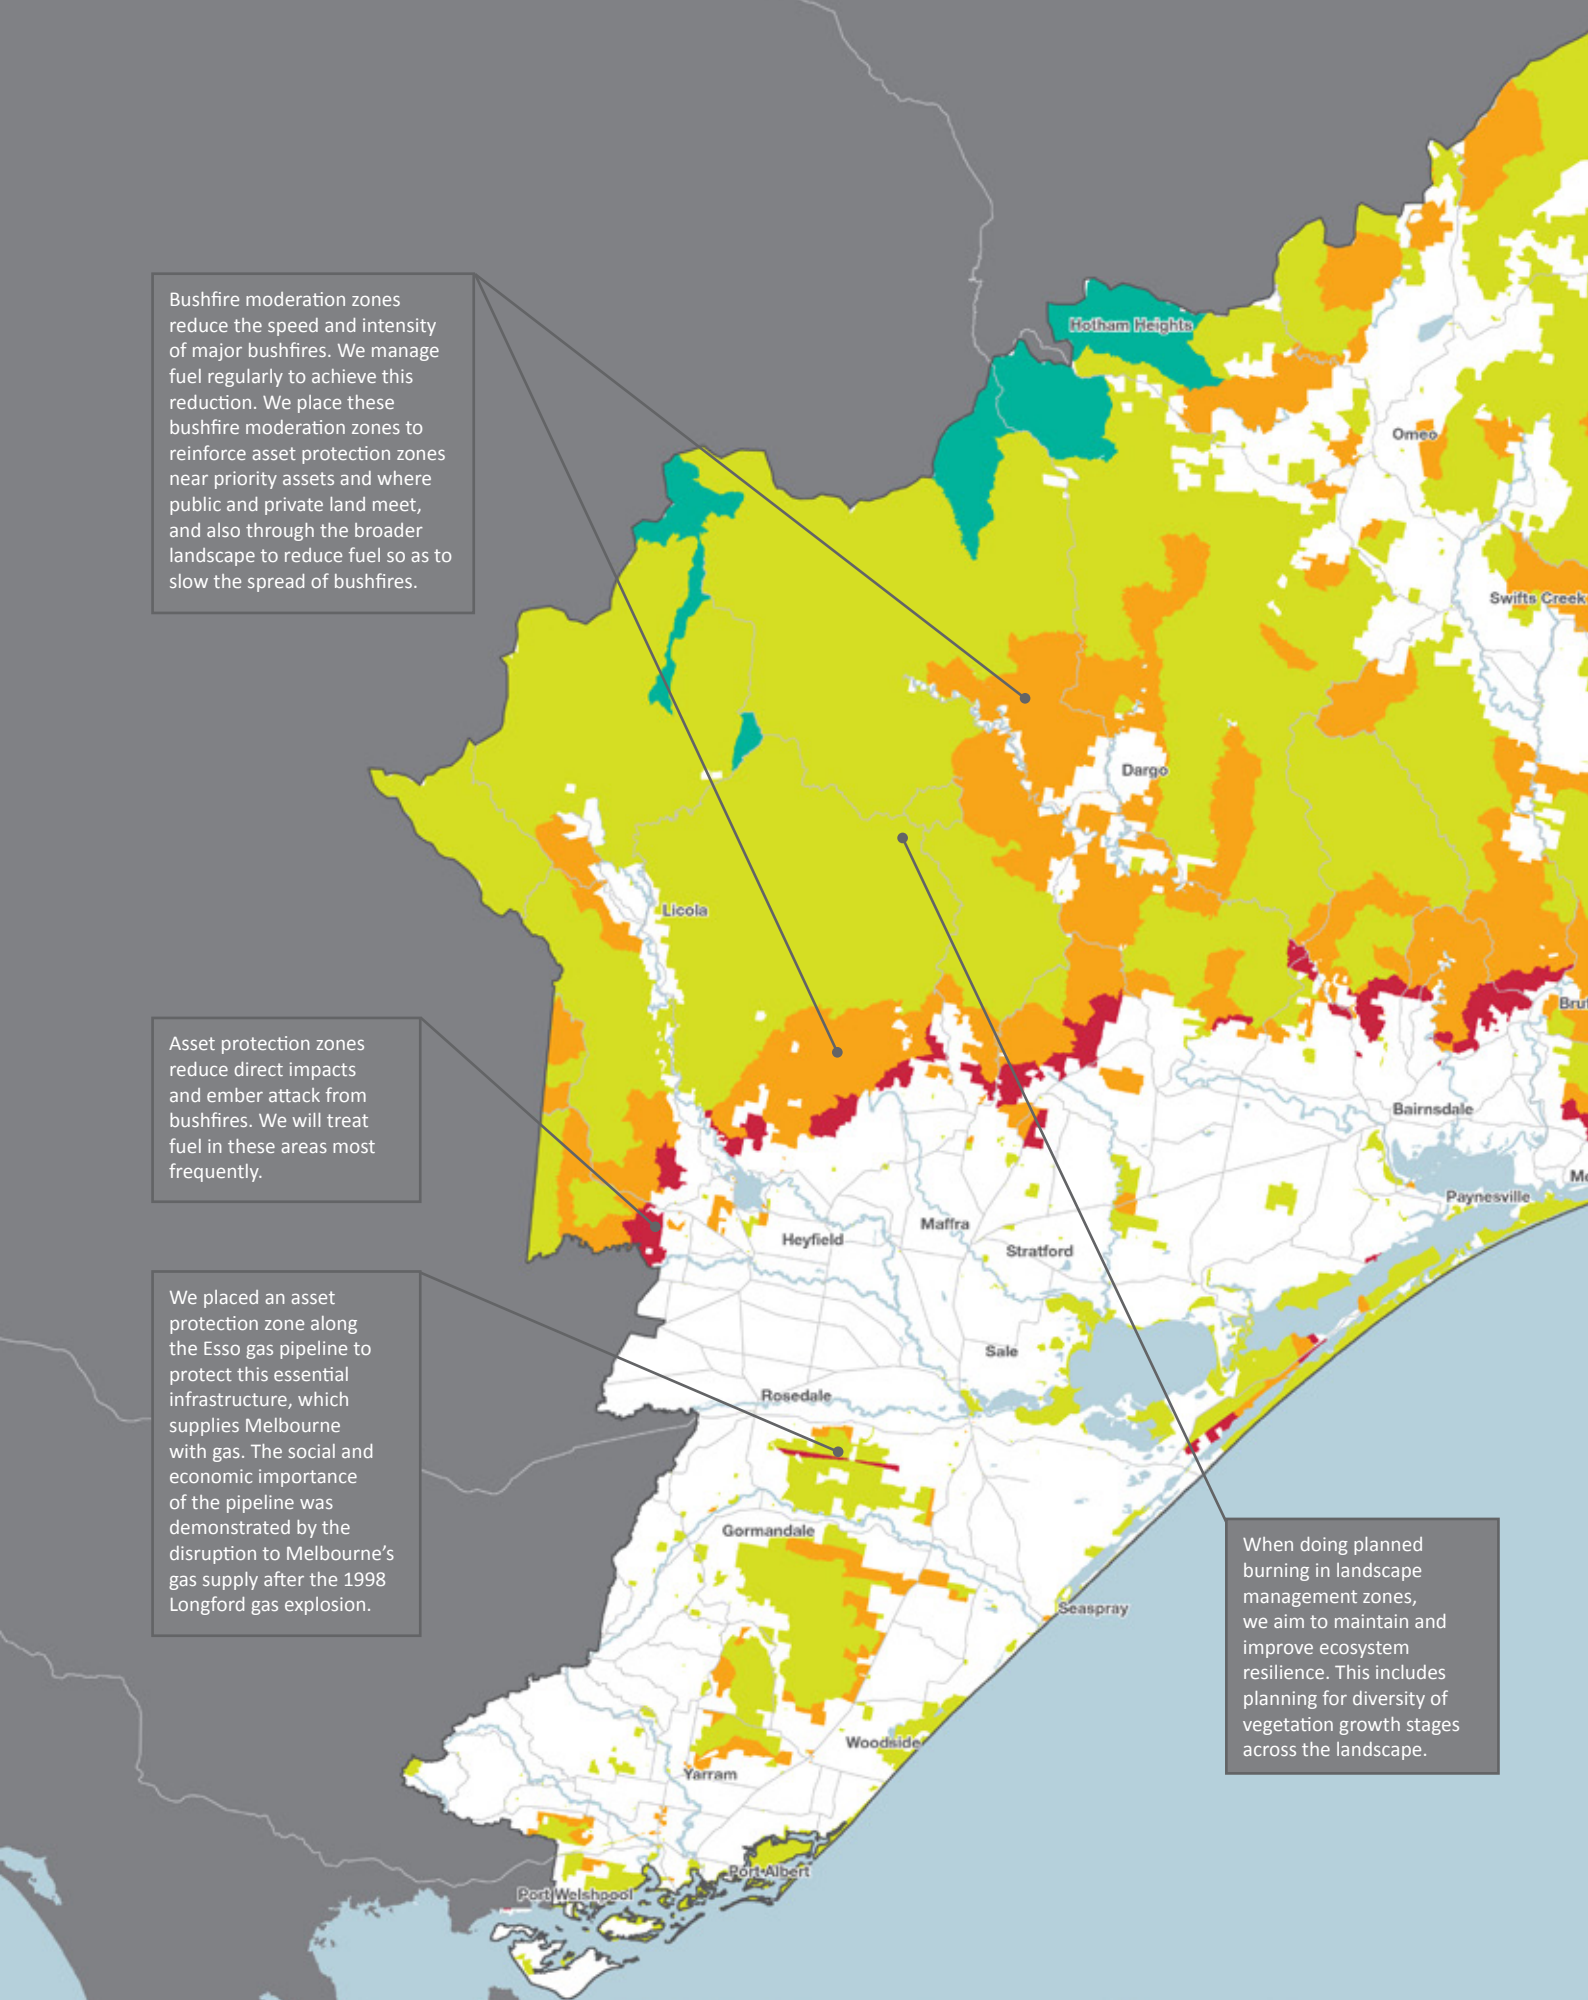 Hotham Heights
Bushfire moderation zones
reduce the speed and intensity
of major bushfires. We manage
fuel regularly to achieve this
reduction. We place these
bushfire moderation zones to
reinforce asset protection zones
near priority assets and where
public and private land meet,
and also through the broader
landscape to reduce fuel so as to
slow the spread of bushfires.
Omeo
Swifts Creek
Dargo
Licola
Asset protection zones
reduce direct impacts
and ember attack from
bushfires. We will treat
fuel in these areas most
frequently.
Bru
Bairnsdale
Paynesville
Maffra
Heyfield
Stratford
We placed an asset
protection zone along
the Esso gas pipeline to
protect this essential
infrastructure, which
supplies Melbourne
with gas. The social and
economic importance
of the pipeline was
demonstrated by the
disruption to Melbourne's
gas supply after the 1998
Longford gas explosion.
Sale
Rosedale
Gormandale
Seaspray
When doing planned
burning in landscape
management zones,
we aim to maintain and
improve ecosystem
resilience. This includes
planning for diversity of
vegetation growth stages
across the landscape.
Woodside
Yarram
Port Albert
Port Welshpool